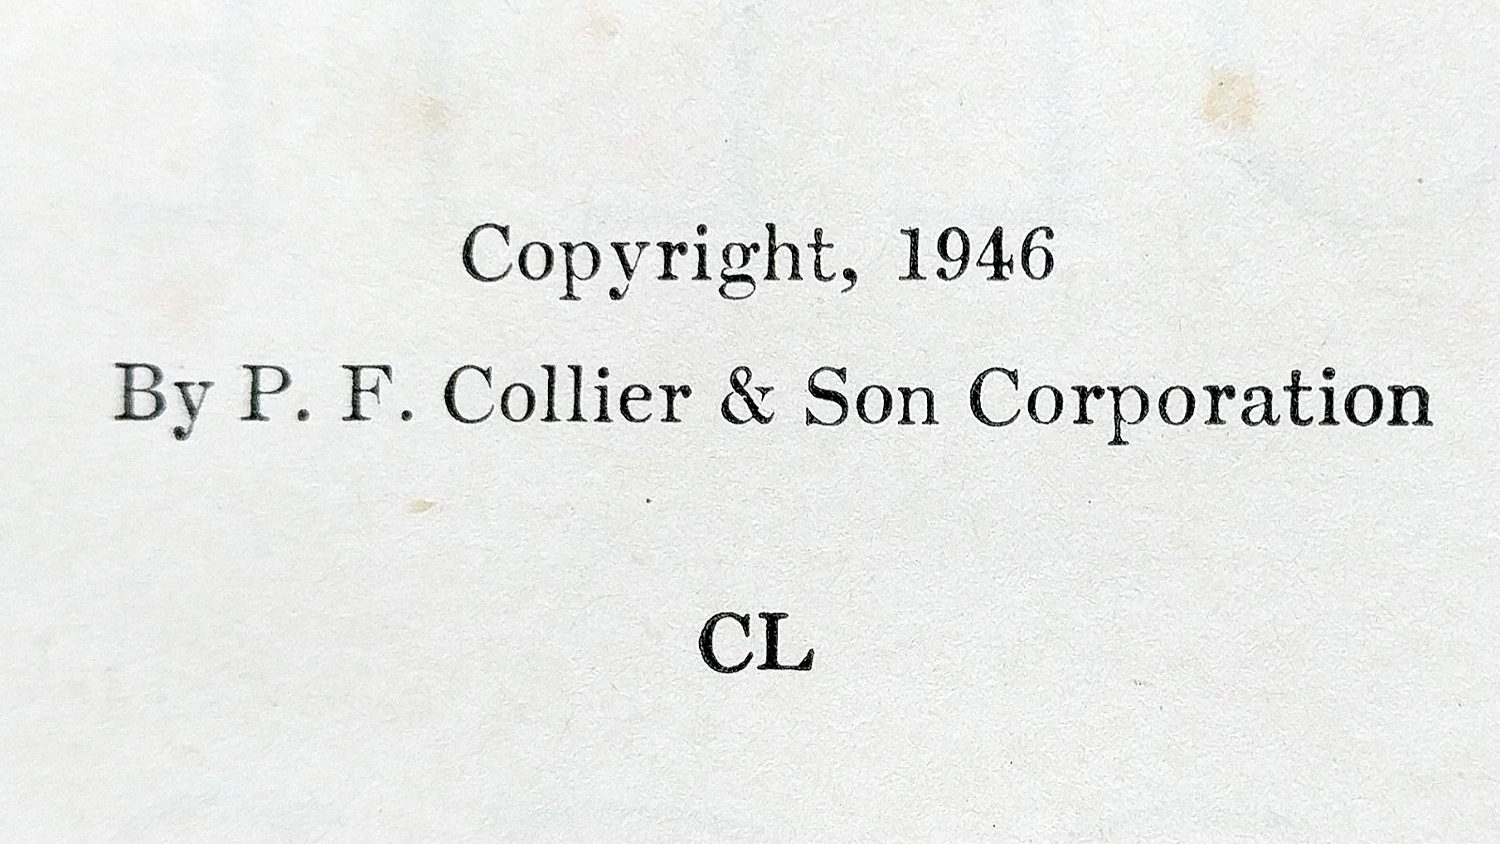 Copyright, 1946
By P. F. Collier & Son Corporation
CL